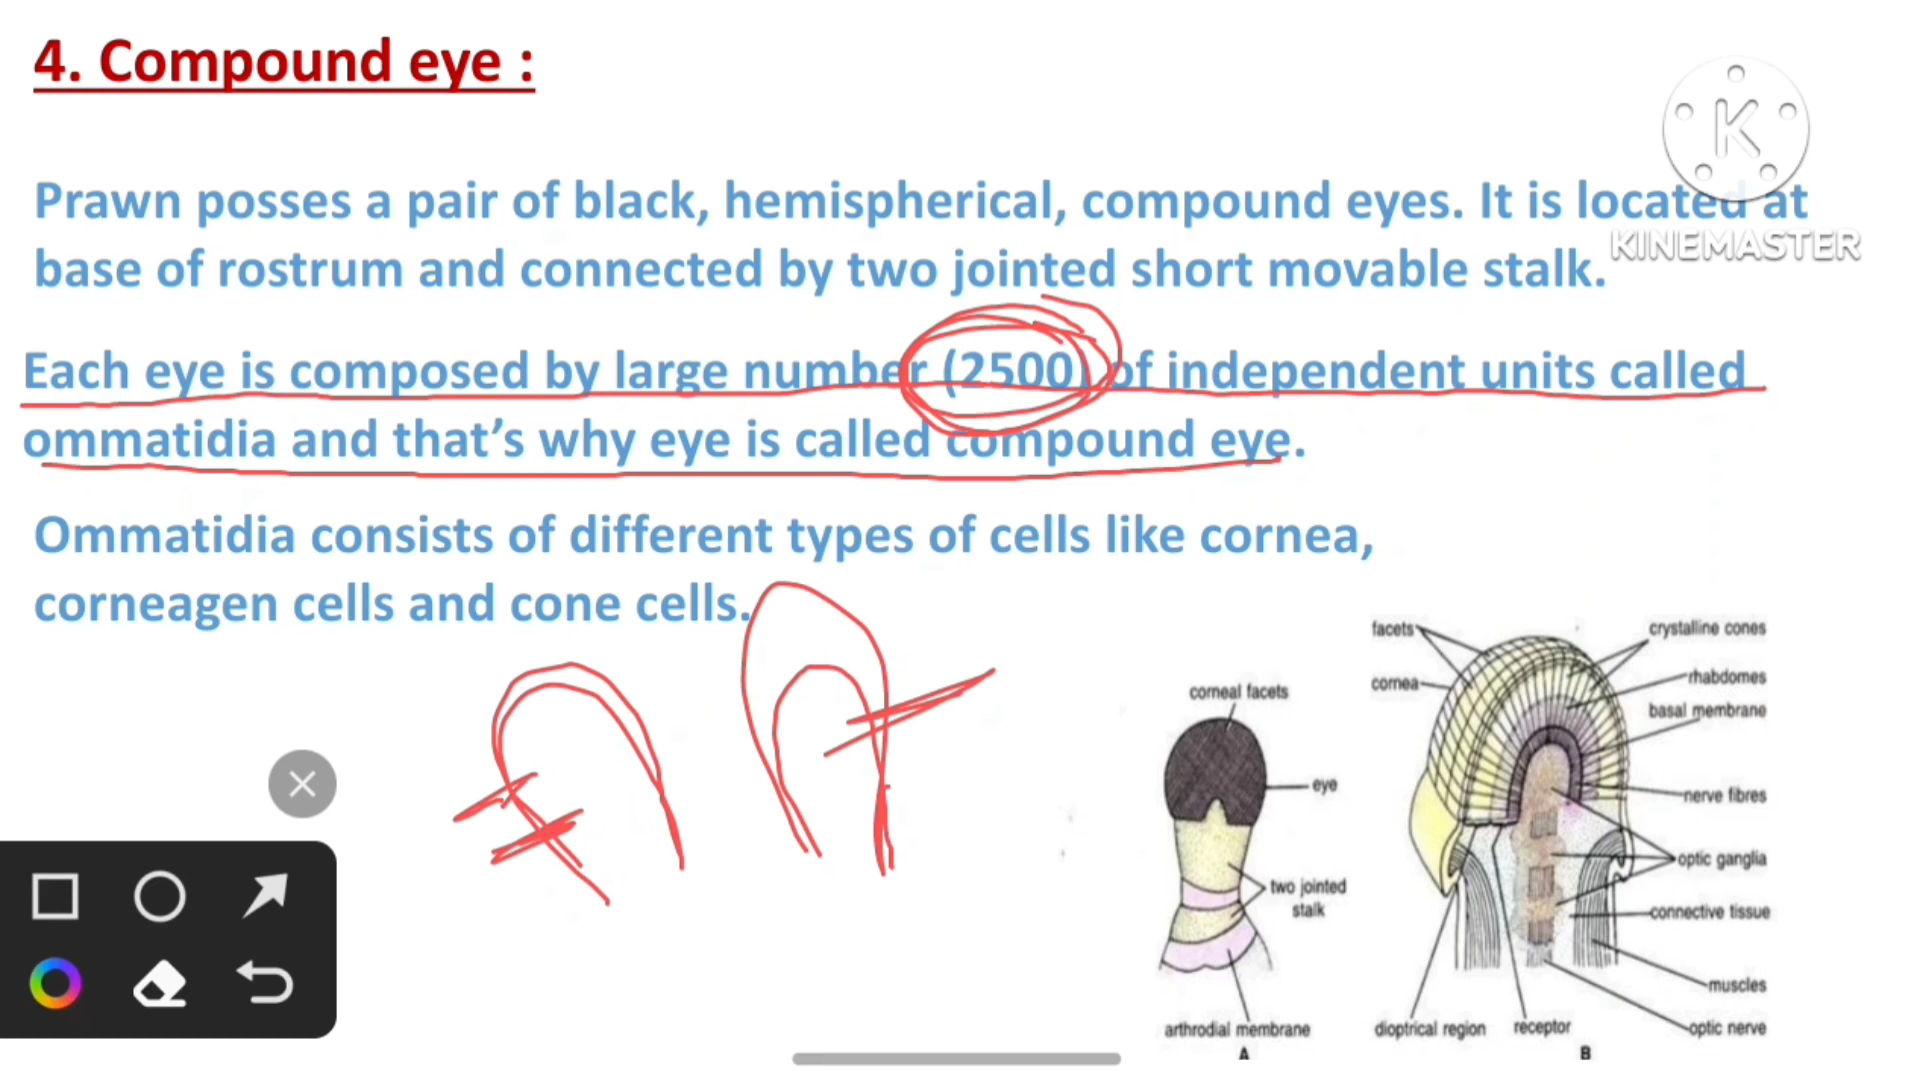 4. Compound eye :
Prawn posses a pair of black, hemispherical, compound eyes. It is located at
base of rostrum and connected by two jointed short movable stalk.
K
KINEMASTER
Each eye is composed by large number (2500) of independent units called
ommatidia and that’s why eye is called compound eye.
Ommatidia consists of different types of cells like cornea,
corneagen cells and cone cells.
corneal facets
eye
two jointed
stalk
arthrodial membrane
A
facets
cornea
crystalline cones
rhabdomes
basal membrane
nerve fibres
optic ganglia
connective tissue
muscles
optic nerve
dioptrical region
receptor
B